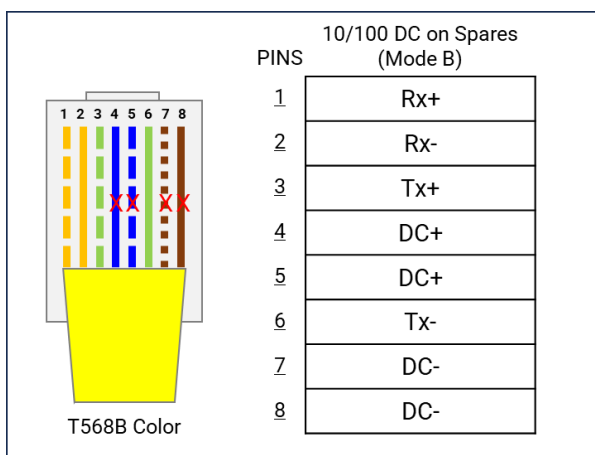 10/100 DC on Spares
PINS (Mode B)
1 2 3 4 5 6 7 8
X X X X
1 Rx+
2 Rx-
3 Tx+
4 DC+
5 DC+
6 Tx-
7 DC-
8 DC-
T568B Color